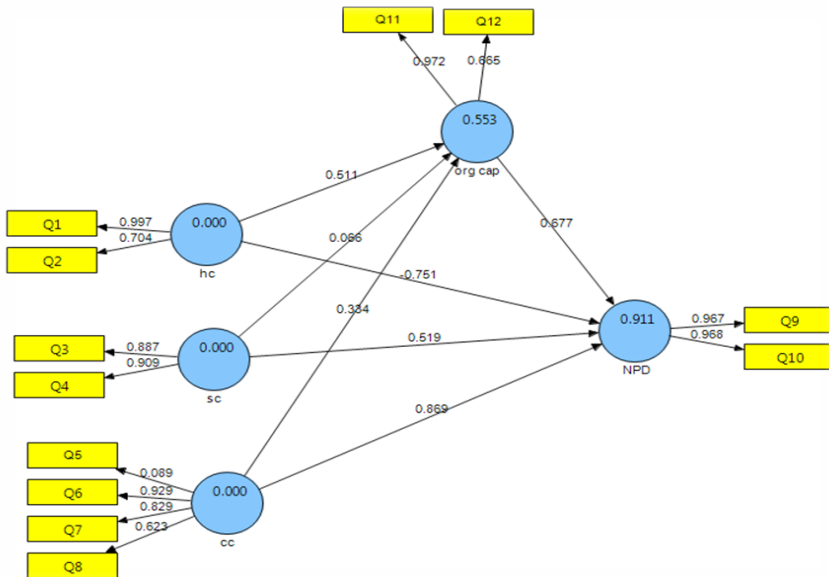 Q11
Q12
0.972
0.665
0.553
org cap
0.511
0.677
Q1
0.997
0.000
Q2
0.704
hc
0.066
-0.751
0.334
0.911
0.967
Q9
0.968
Q10
NPD
Q3
0.887
0.000
0.519
Q4
0.909
sc
0.869
Q5
0.089
0.000
Q6
0.929
Q7
0.829
cc
0.623
Q8